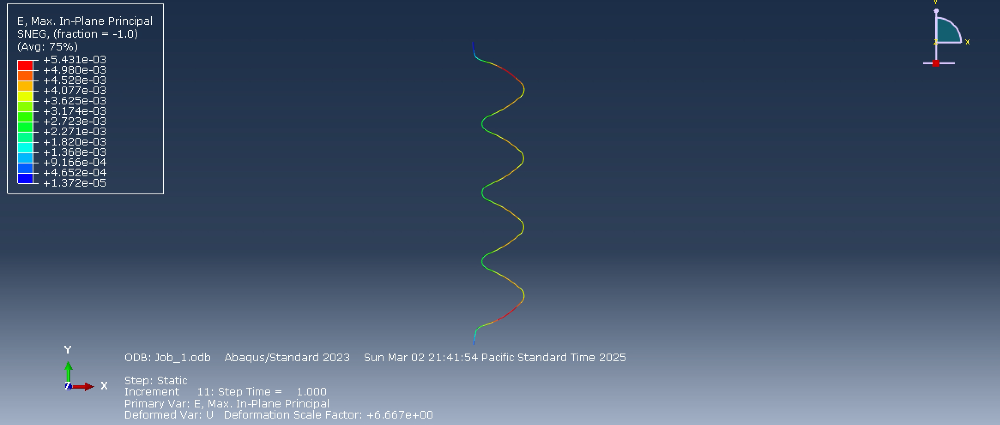 E, Max. In-Plane Principal
SNEG, (fraction = -1.0)
(Avg: 75%)
+5.431e-03
+4.980e-03
+4.528e-03
+4.077e-03
+3.625e-03
+3.174e-03
+2.723e-03
+2.271e-03
+1.820e-03
+1.368e-03
+9.166e-04
+4.652e-04
+1.372e-05
Y
Z X
Y
Z X
ODB: Job_1.odb Abaqus/Standard 2023 Sun Mar 02 21:41:54 Pacific Standard Time 2025
Step: Static
Increment 11: Step Time = 1.000
Primary Var: E, Max. In-Plane Principal
Deformed Var: U Deformation Scale Factor: +6.667e+00